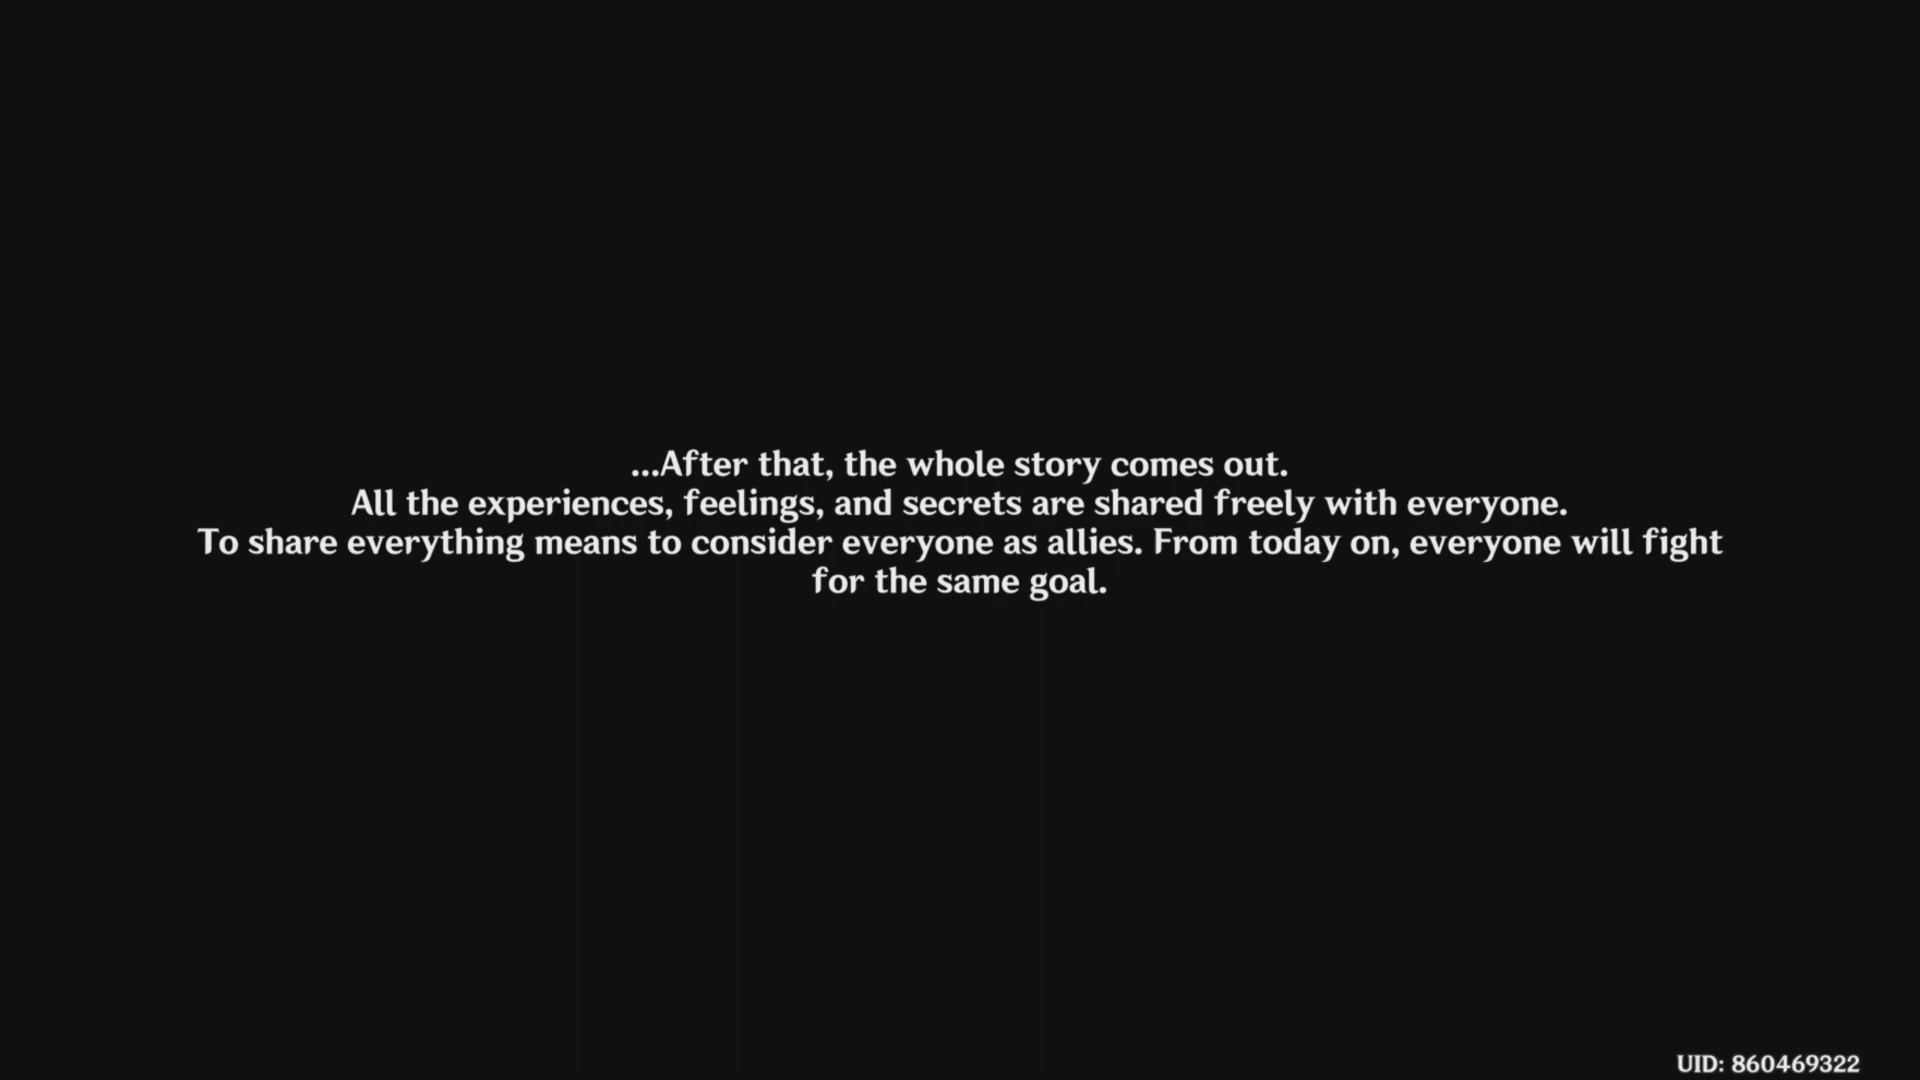 ...After that, the whole story comes out.
All the experiences, feelings, and secrets are shared freely with everyone.
To share everything means to consider everyone as allies. From today on, everyone will fight
for the same goal.
UID: 860469322